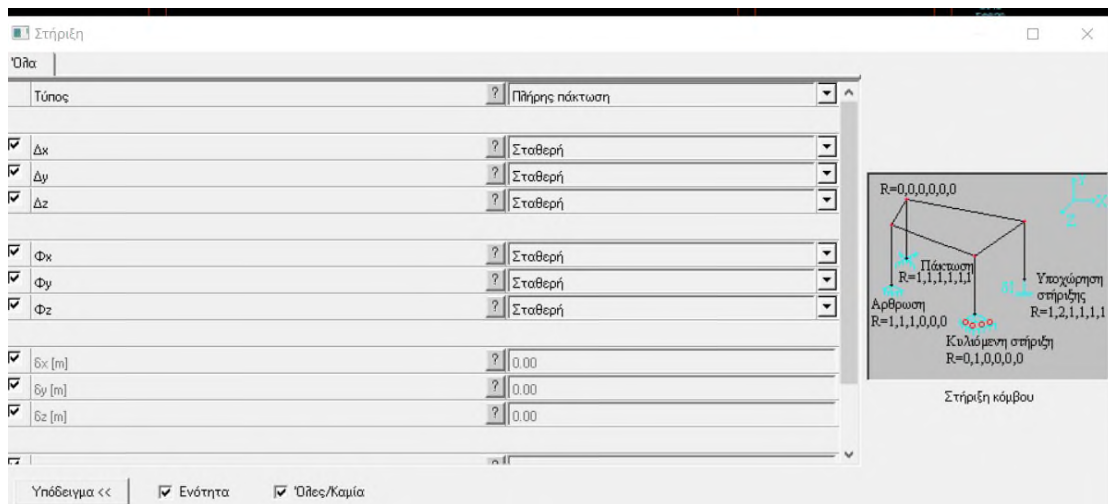 Στήριξη
Όλα
Τύπος ? Πλήρης πάκτωση
Δx ? Σταθερή
Δy ? Σταθερή
Δz ? Σταθερή
Φx ? Σταθερή
Φy ? Σταθερή
Φz ? Σταθερή
δx [m] ? 0.00
δy [m] ? 0.00
δz [m] ? 0.00
R=0,0,0,0,0,0
Y
X
Z
Πάκτωση
R=1,1,1,1,1,1
Υποχώρηση
στήριξης
R=1,2,1,1,1,1
Αρθρωση
R=1,1,1,0,0,0
Κυλιόμενη στήριξη
R=0,1,0,0,0,0
Στήριξη κόμβου
Υπόδειγμα << Ενότητα Όλες/Καμία